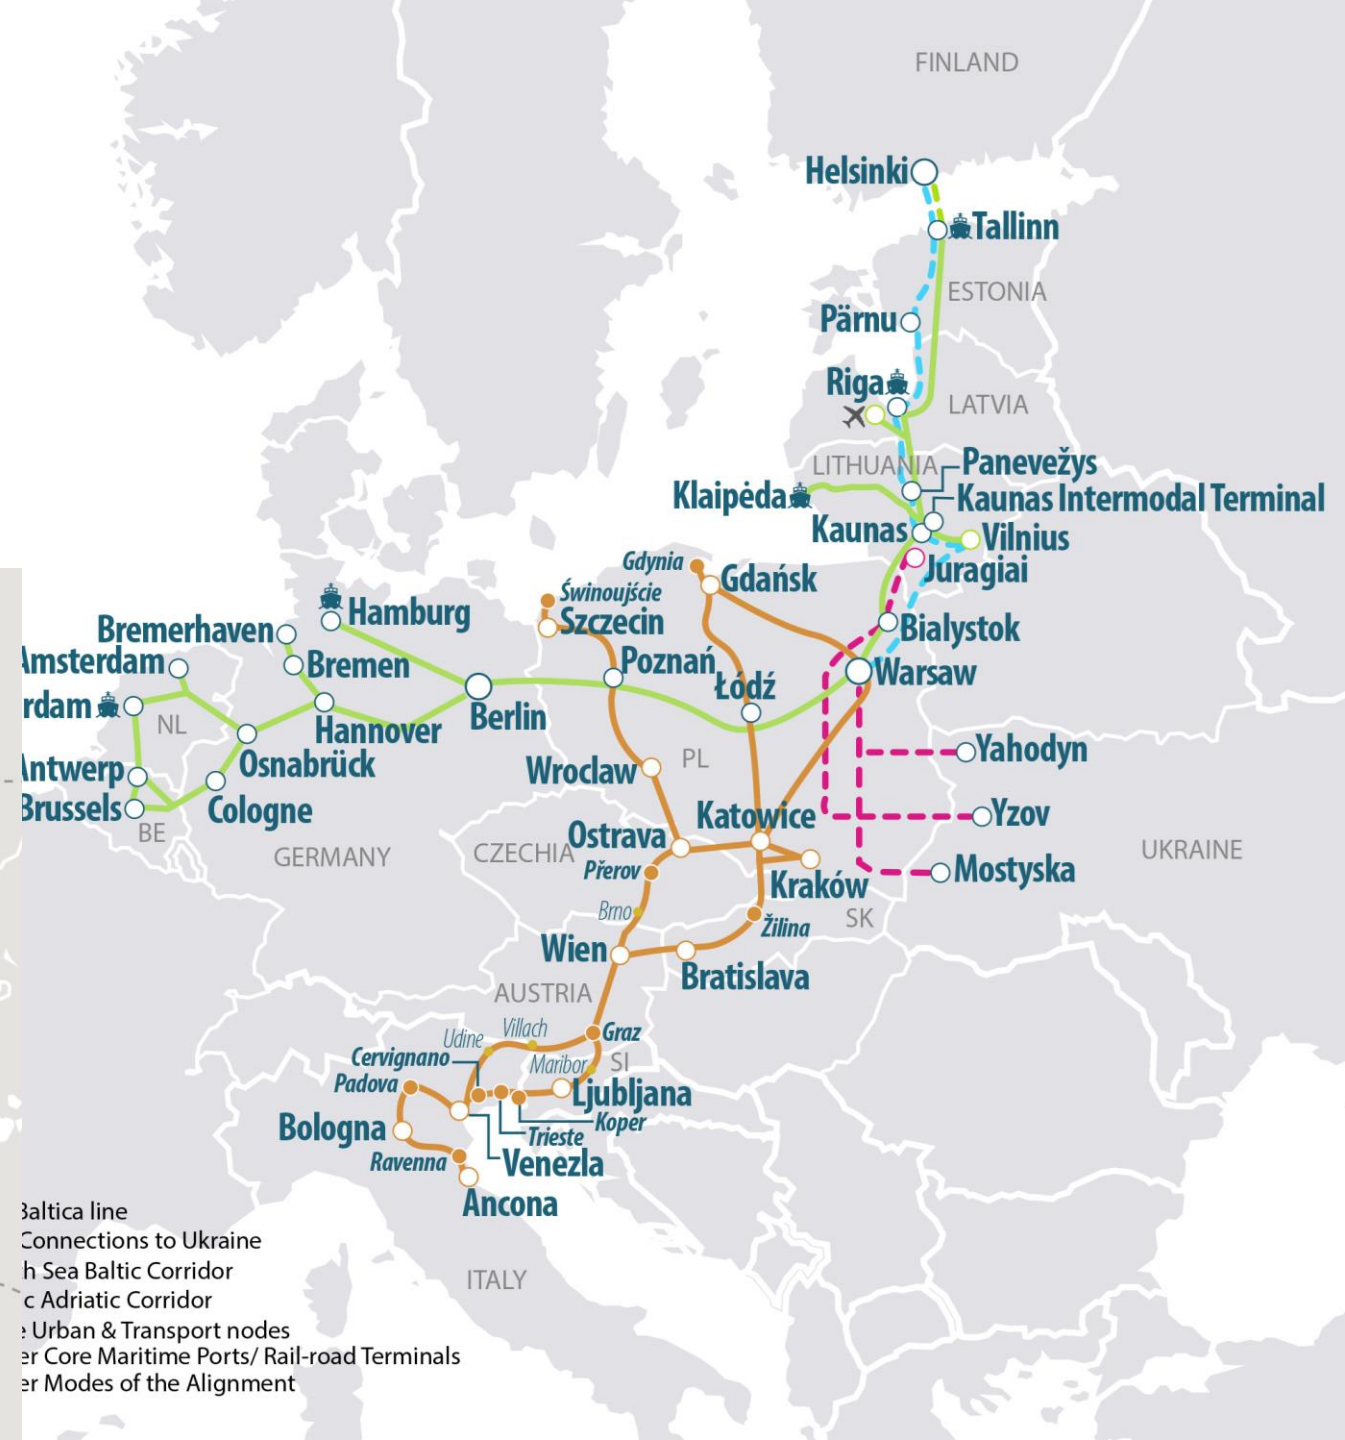 FINLAND
Helsinki
Tallinn
ESTONIA
Pärnu
Riga
LATVIA
LITHUANIA
Panevežys
Klaipėda
Kaunas Intermodal Terminal
Kaunas
Vilnius
Juragiai
Gdynia
Gdańsk
Świnoujście
Hamburg
Szczecin
Bremerhaven
Bialystok
Amsterdam
Bremen
Poznań
Warsaw
Łódź
rdam
NL
Hannover
Berlin
Yahodyn
PL
Osnabrück
Wroclaw
Antwerp
Brussels
Cologne
Katowice
Yzov
BE
Ostrava
GERMANY
CZECHIA
UKRAINE
Přerov
Kraków
Mostyska
Brno
SK
Žilina
Wien
Bratislava
AUSTRIA
Villach
Graz
Udine
Cervignano
Maribor
SI
Padova
Ljubljana
Koper
Bologna
Trieste
Ravenna
Venezla
Ancona
Baltica line
Connections to Ukraine
h Sea Baltic Corridor
c Adriatic Corridor
ITALY
e Urban & Transport nodes
er Core Maritime Ports/ Rail-road Terminals
er Modes of the Alignment